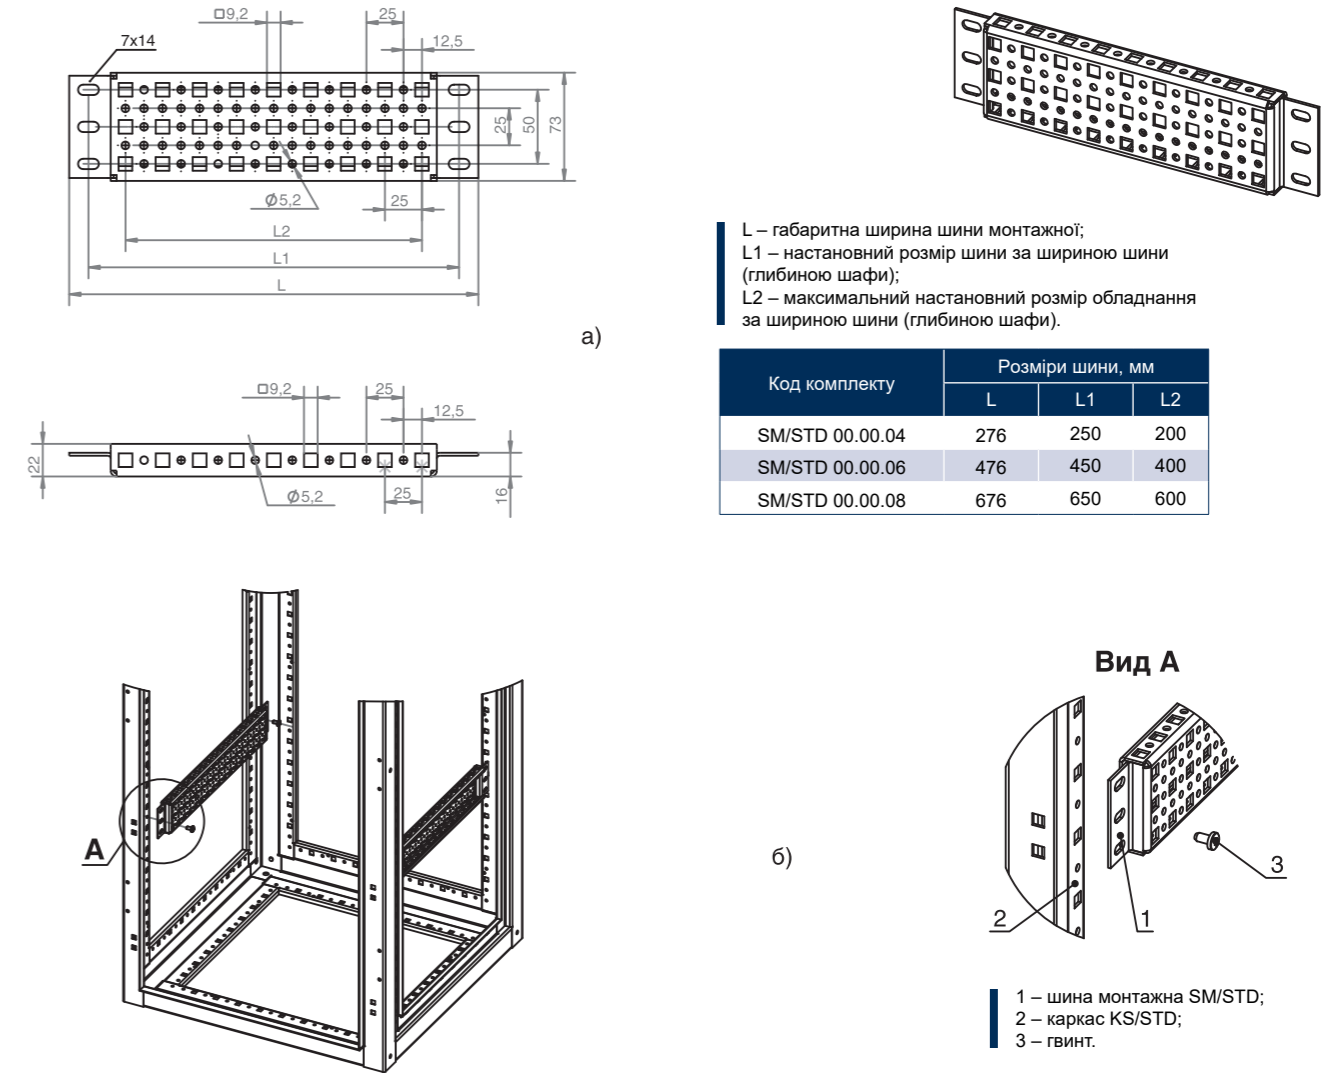 □9,2
25
12,5
7x14
25
50
73
Ø5,2
25
L2
L1
L
а)
L – габаритна ширина шини монтажної;
L1 – настановний розмір шини за шириною шини
(глибиною шафи);
L2 – максимальний настановний розмір обладнання
за шириною шини (глибиною шафи).
Код комплекту
Розміри шини, мм
L L1 L2
SM/STD 00.00.04 276 250 200
SM/STD 00.00.06 476 450 400
SM/STD 00.00.08 676 650 600
□9,2
25
12,5
22
Ø5,2
25
16
A
б)
Вид А
2
1
3
1 – шина монтажна SM/STD;
2 – каркас KS/STD;
3 – гвинт.